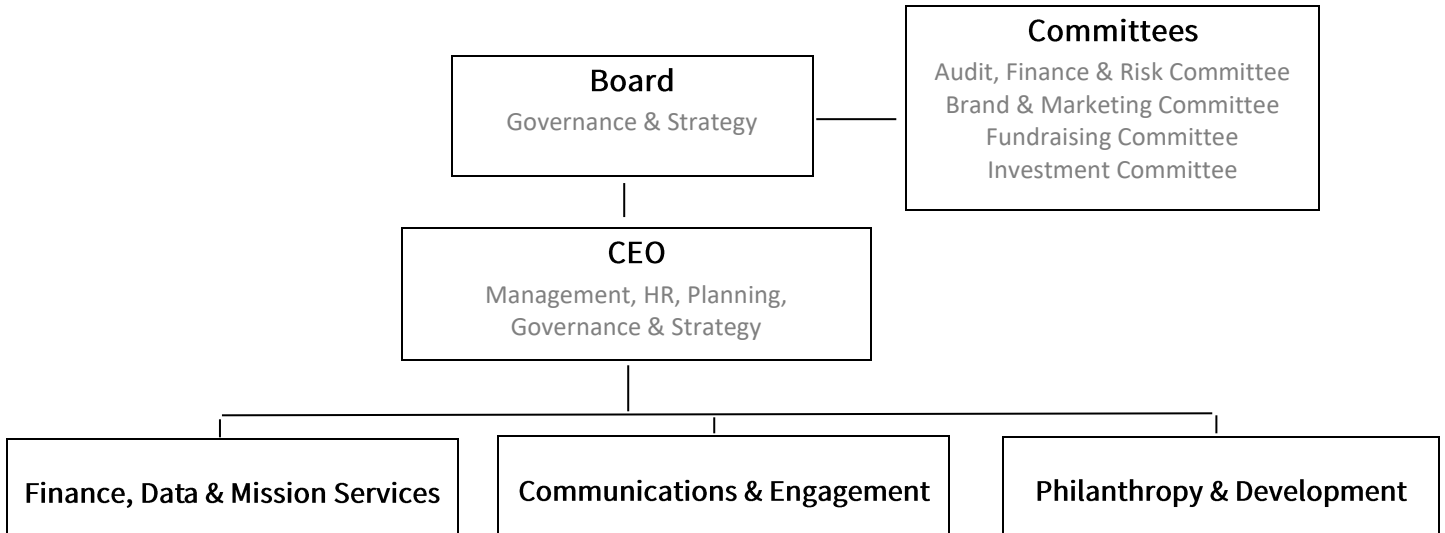 Committees
Audit, Finance & Risk Committee
Brand & Marketing Committee
Fundraising Committee
Investment Committee
Board
Governance & Strategy
CEO
Management, HR, Planning,
Governance & Strategy
Finance, Data & Mission Services
Communications & Engagement
Philanthropy & Development